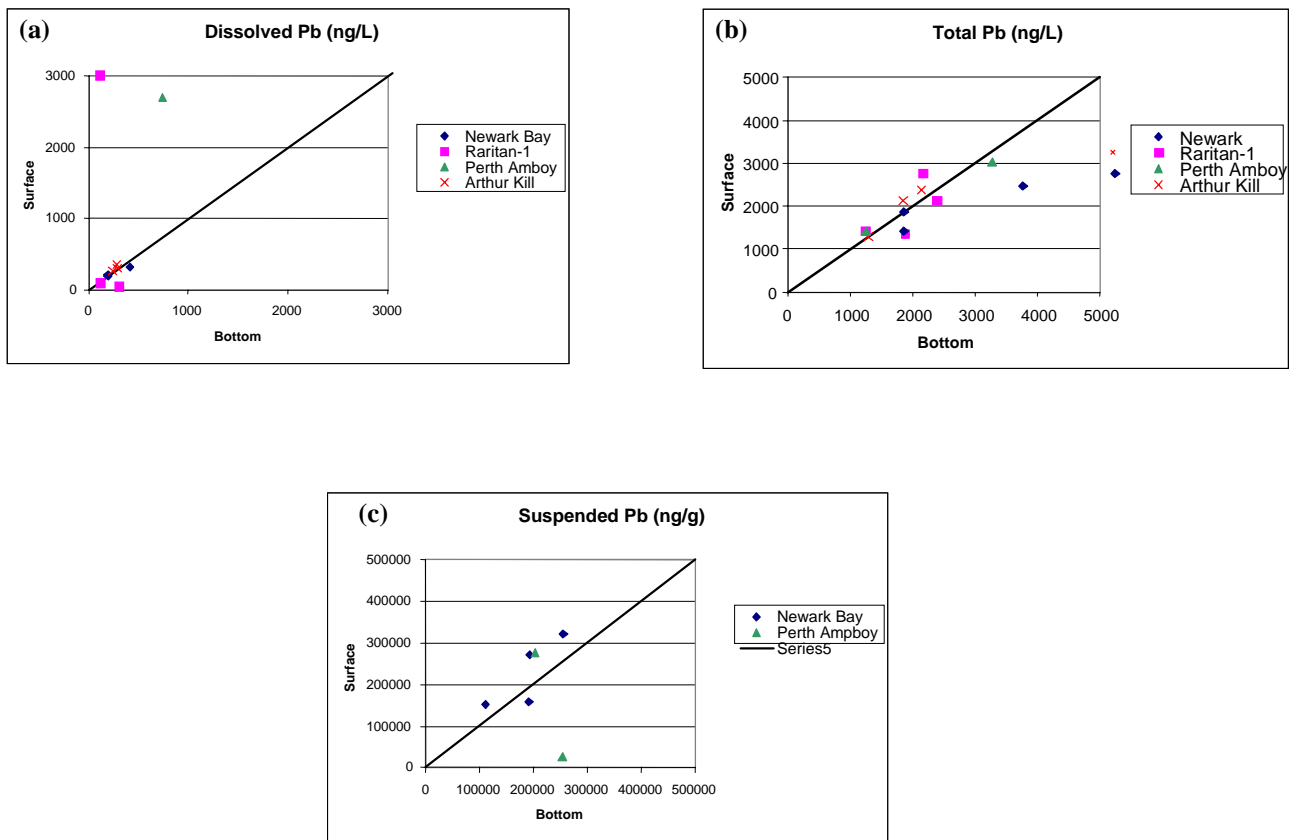 (a)
Dissolved Pb (ng/L)
3000
2000
1000
0
Surface
0 1000 2000 3000
Bottom
Newark Bay
Raritan-1
Perth Amboy
Arthur Kill
(b)
Total Pb (ng/L)
5000
4000
3000
2000
1000
0
Surface
0 1000 2000 3000 4000 5000
Bottom
Newark
Raritan-1
Perth Amboy
Arthur Kill
(c)
Suspended Pb (ng/g)
500000
400000
300000
200000
100000
0
Surface
0 100000 200000 300000 400000 500000
Bottom
Newark Bay
Perth Ampboy
Series5